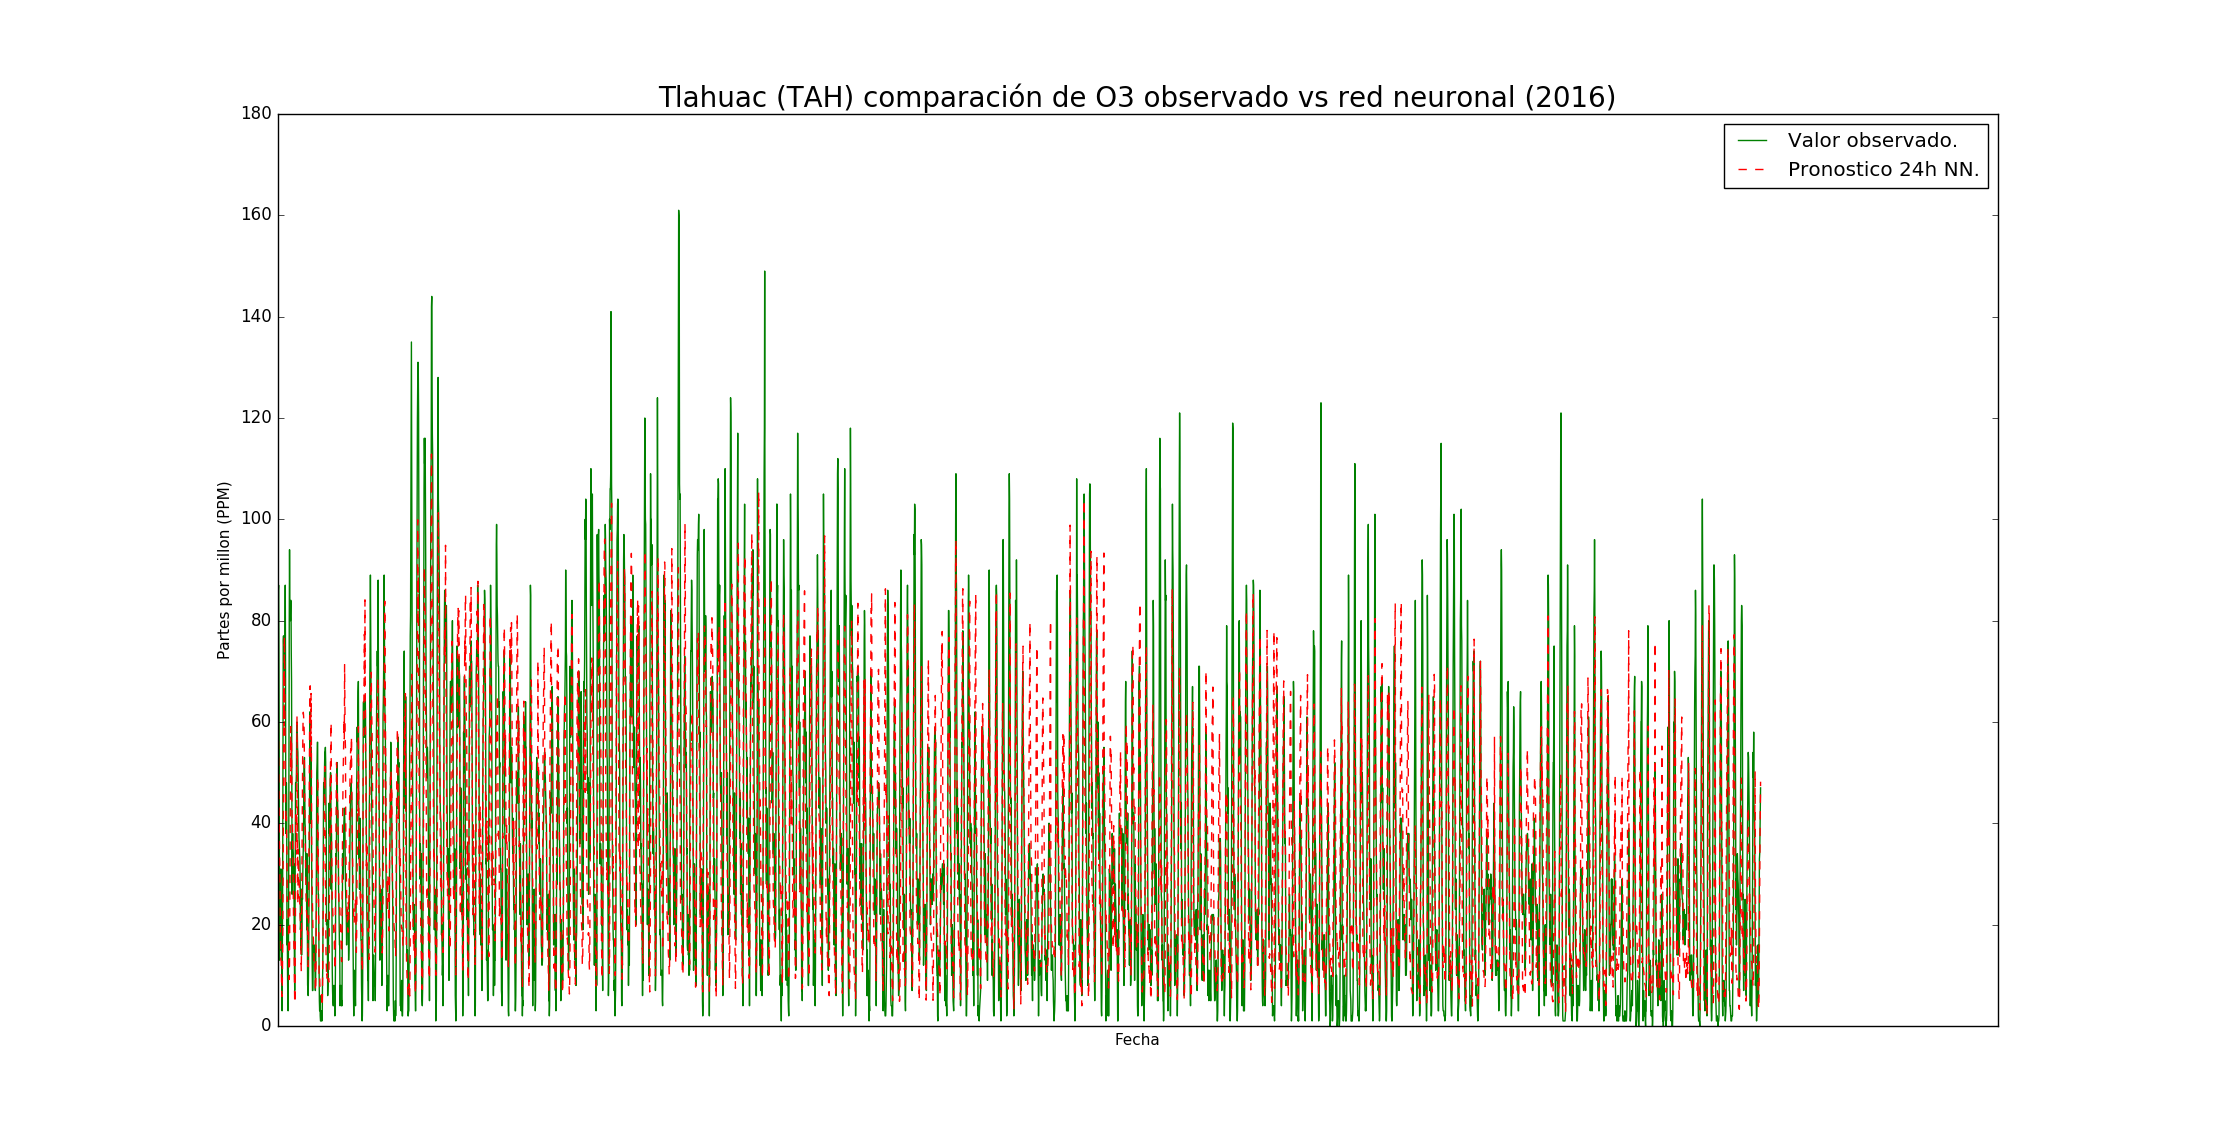 Tlahuac (TAH) comparación de O3 observado vs red neuronal (2016)
180
160
140
120
100
80
60
40
20
0
Partes por millon (PPM)
Fecha
Valor observado.
Pronostico 24h NN.